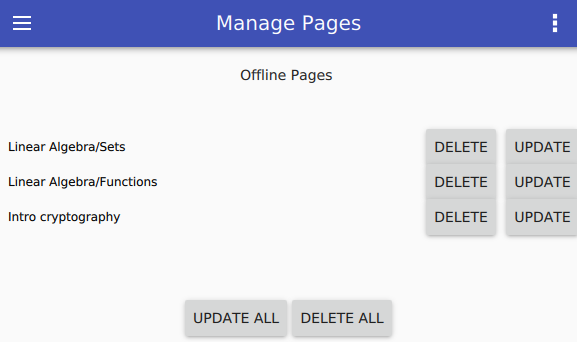 Manage Pages
Offline Pages
Linear Algebra/Sets DELETE UPDATE
Linear Algebra/Functions DELETE UPDATE
Intro cryptography DELETE UPDATE
UPDATE ALL DELETE ALL